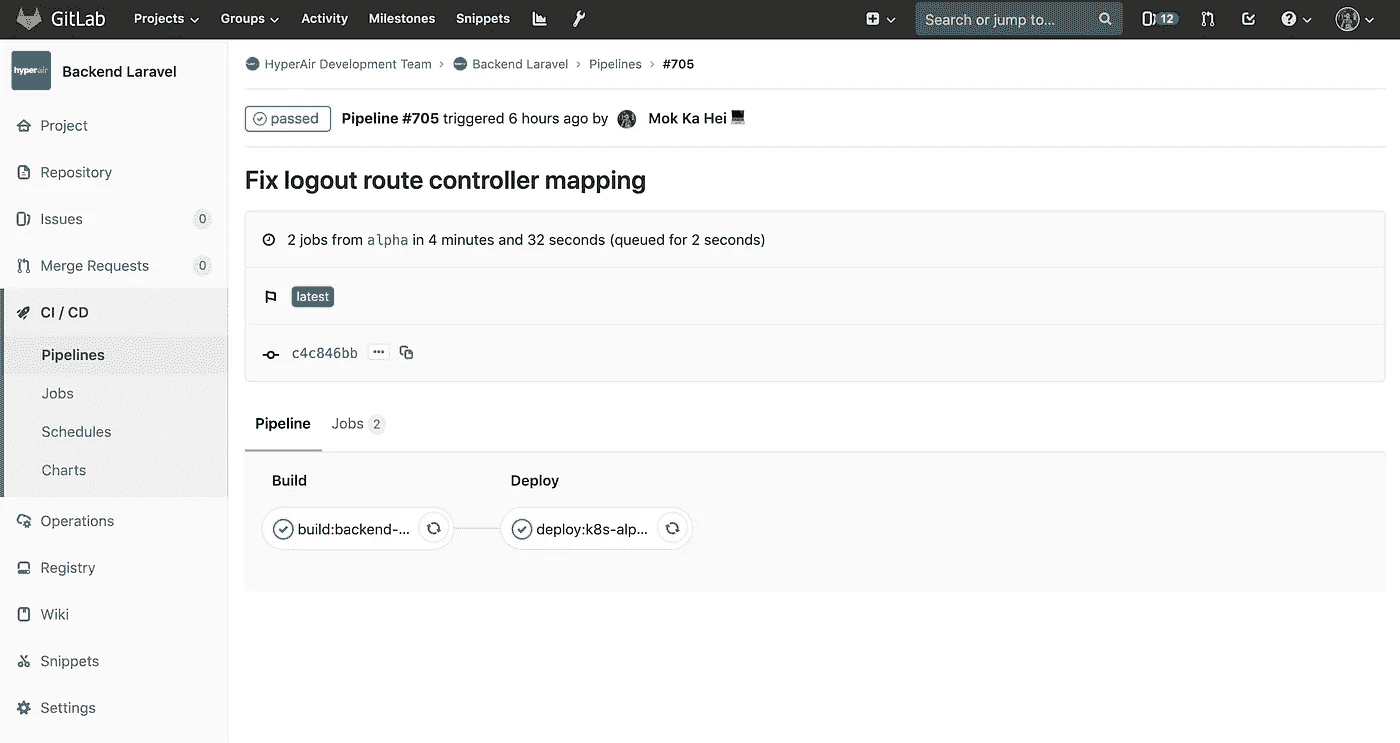 GitLab Projects Groups Activity Milestones Snippets Search or jump to... 12
hyperair Backend Laravel
HyperAir Development Team › Backend Laravel › Pipelines › #705
passed Pipeline #705 triggered 6 hours ago by Mok Ka Hei
Project
Repository
Issues 0
Merge Requests 0
CI / CD
Pipelines
Jobs
Schedules
Charts
Operations
Registry
Wiki
Snippets
Settings
Fix logout route controller mapping
2 jobs from alpha in 4 minutes and 32 seconds (queued for 2 seconds)
latest
c4c846bb ...
Pipeline Jobs 2
Build Deploy
build:backend-... deploy:k8s-alp...